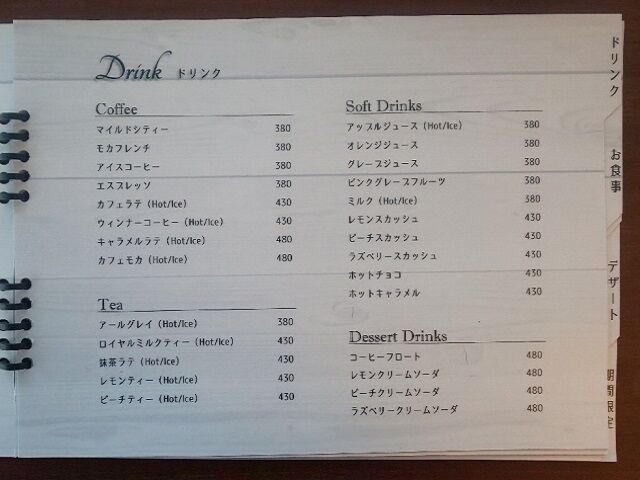 Drink ドリンク
Coffee
マイルドシティー 380
モカフレンチ 380
アイスコーヒー 380
エスプレッソ 380
カフェラテ (Hot/Ice) 430
ウィンナーコーヒー (Hot/Ice) 430
キャラメルラテ (Hot/Ice) 480
カフェモカ (Hot/Ice) 480
Tea
アールグレイ (Hot/Ice) 380
ロイヤルミルクティー (Hot/Ice) 430
抹茶ラテ (Hot/Ice) 430
レモンティー (Hot/Ice) 430
ピーチティー (Hot/Ice) 430
Soft Drinks
アップルジュース (Hot/Ice) 380
オレンジジュース 380
グレープジュース 380
ピンクグレープフルーツ 380
ミルク (Hot/Ice) 380
レモンスカッシュ 430
ピーチスカッシュ 430
ラズベリースカッシュ 430
ホットチョコ 430
ホットキャラメル 430
Dessert Drinks
コーヒーフロート 480
レモンクリームソーダ 480
ピーチクリームソーダ 480
ラズベリークリームソーダ 480
ドリンク
お食事
デザート
期間限定